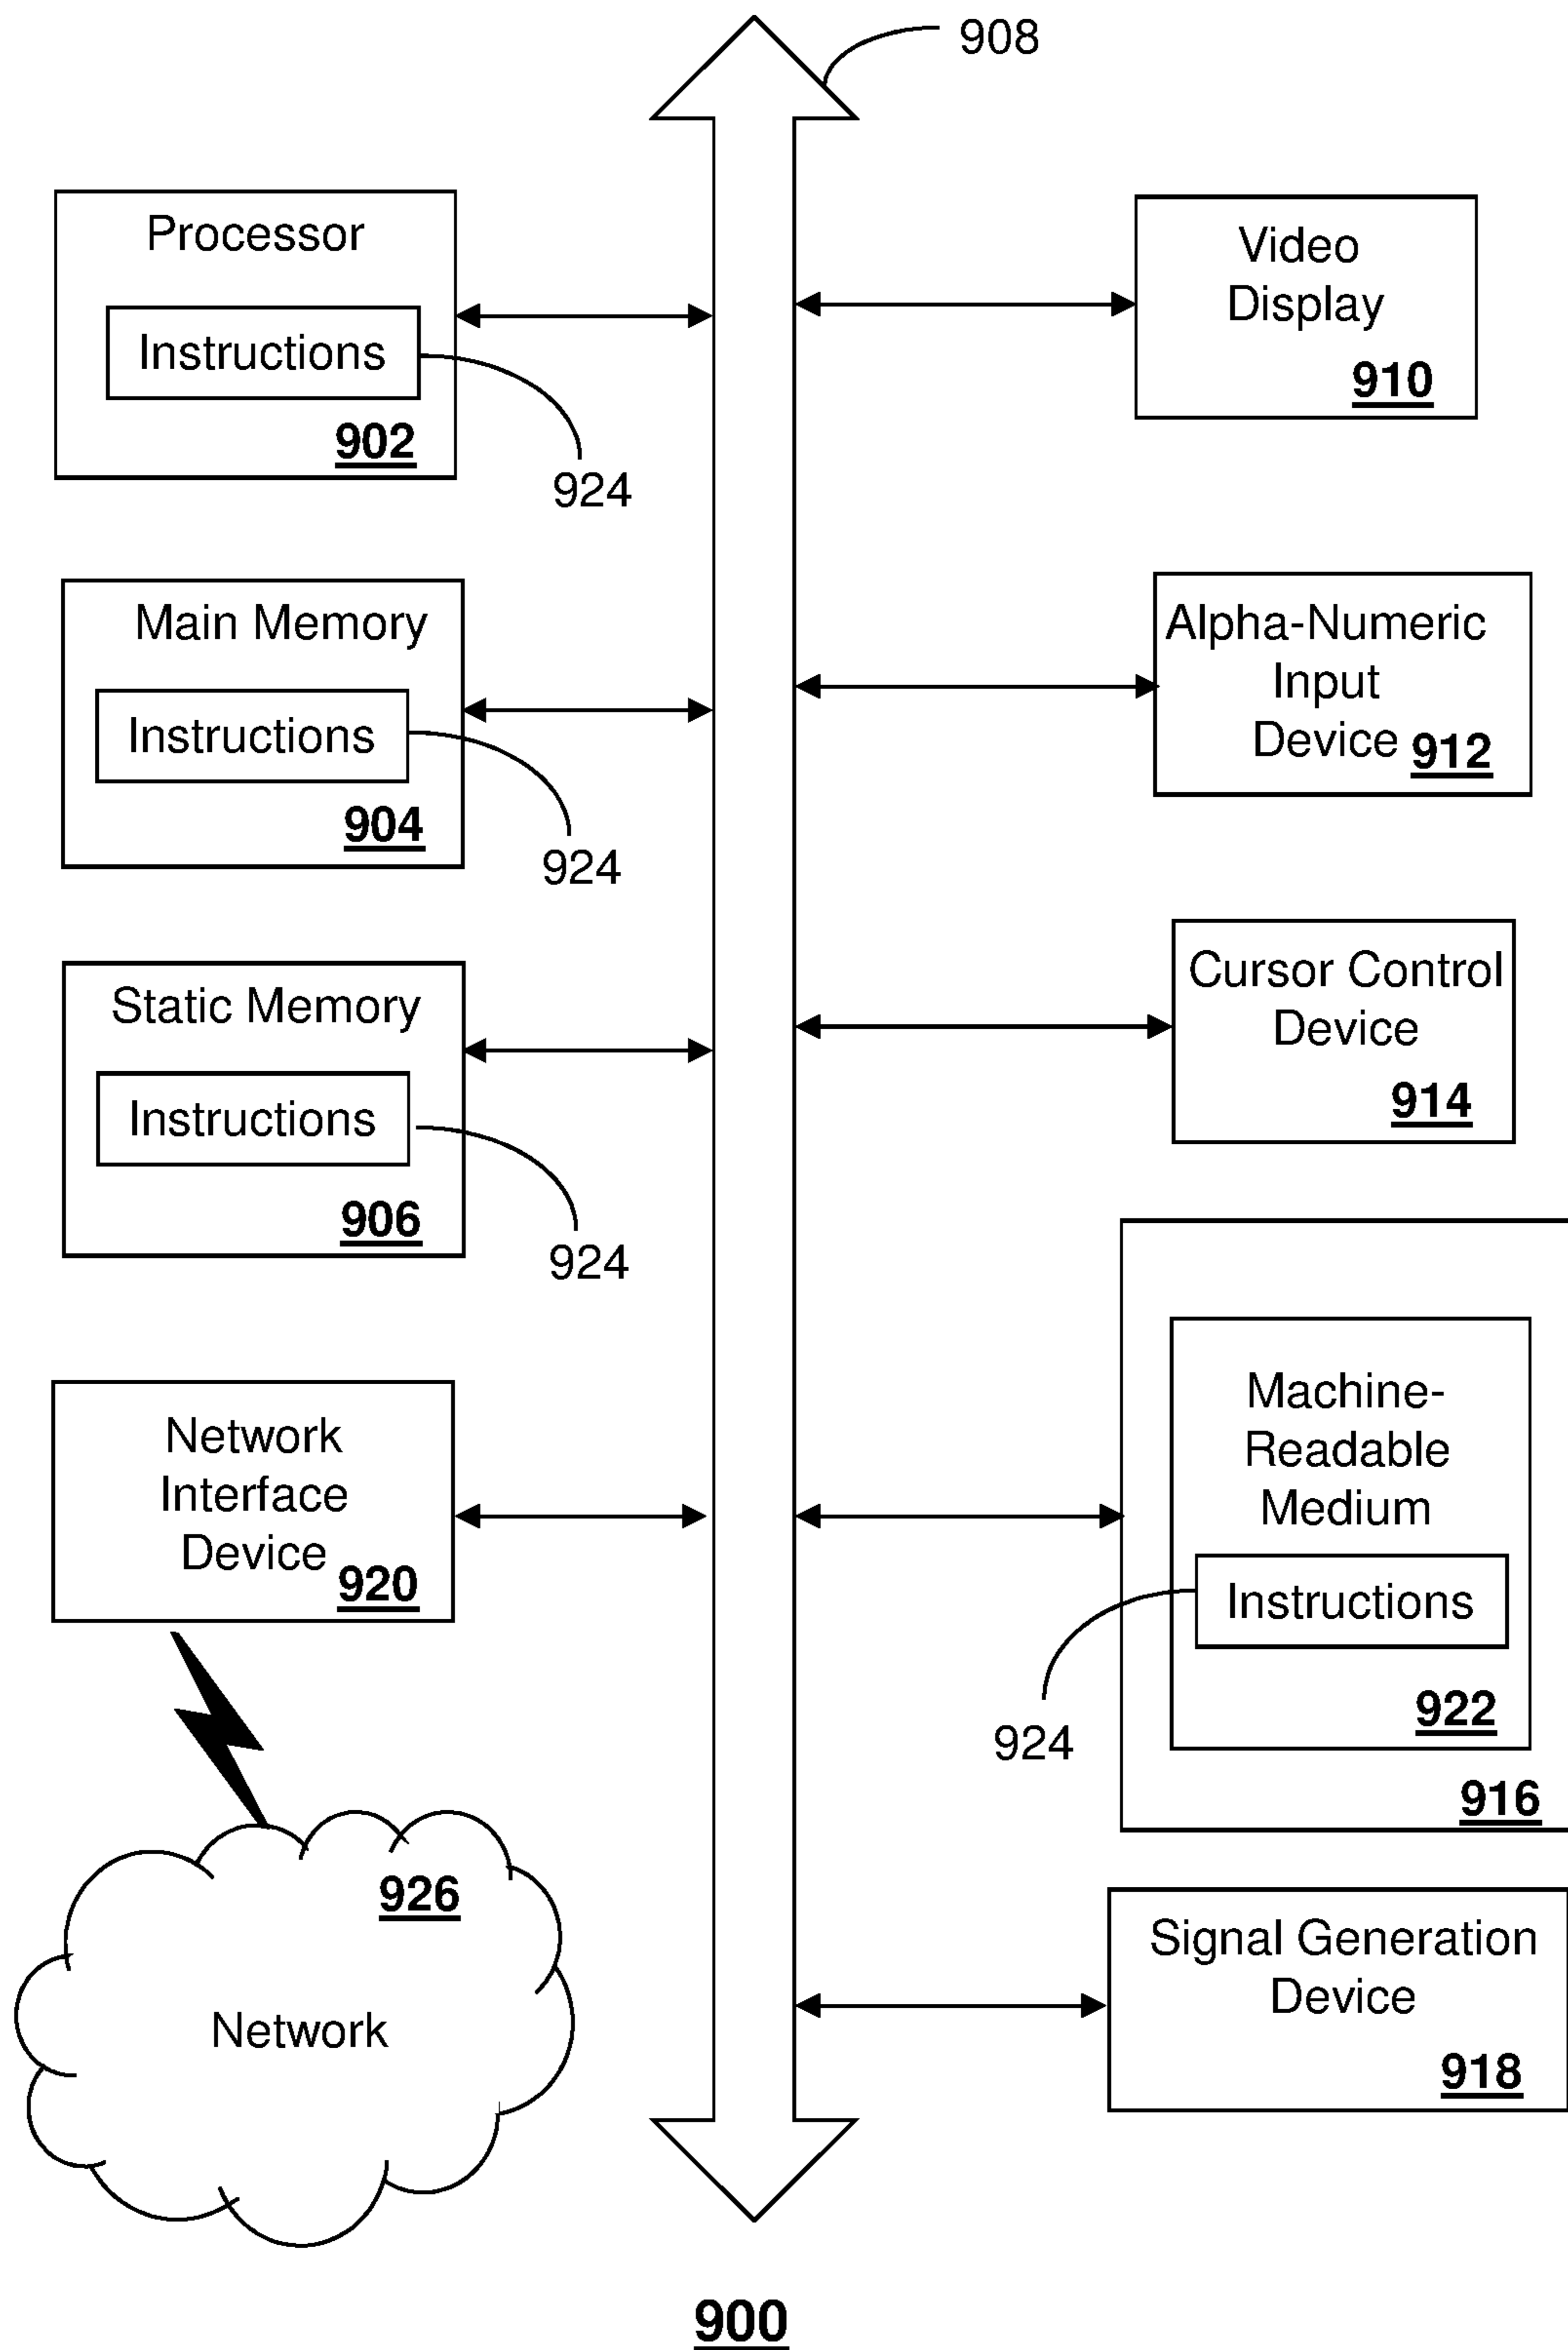 908
Processor
Instructions
902
924
Main Memory
Instructions
904
924
Static Memory
Instructions
906
924
Network
Interface
Device
920
926
Network
Video
Display
910
Alpha-Numeric
Input
Device
912
Cursor Control
Device
914
Machine-
Readable
Medium
Instructions
922
924
916
Signal Generation
Device
918
900